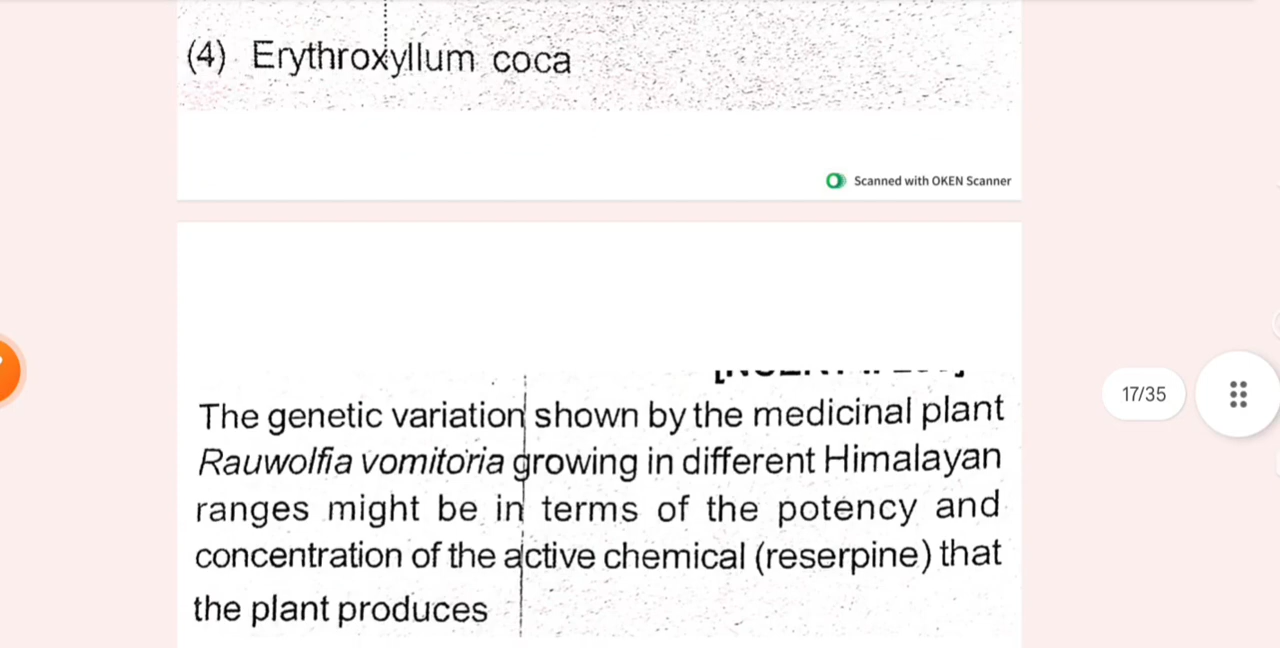 (4) Erythroxyllum coca
Scanned with OKEN Scanner
The genetic variation shown by the medicinal plant
Rauwolfia vomitoria growing in different Himalayan
17/35
ranges might be in terms of the potency and
concentration of the active chemical (reserpine) that
the plant produces